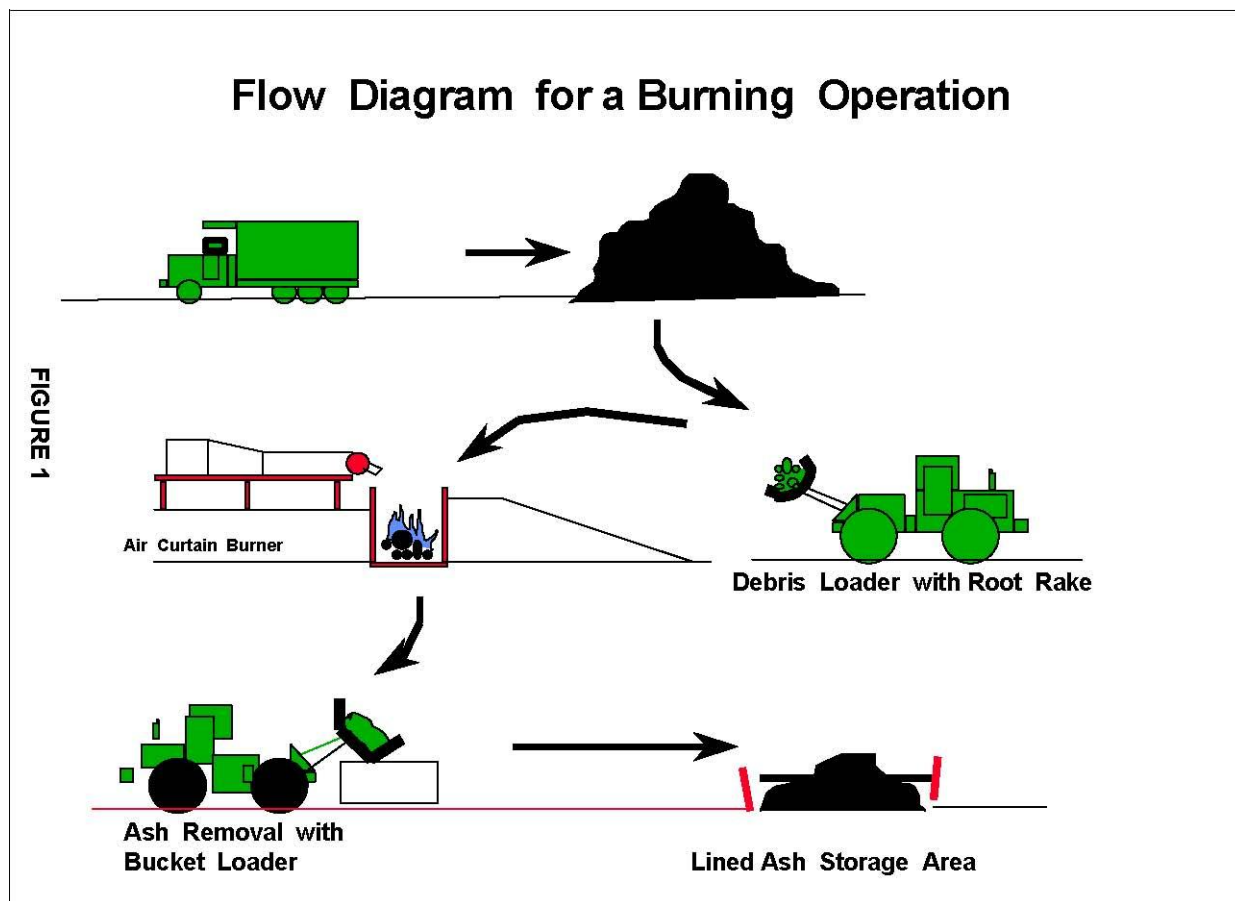 Flow Diagram for a Burning Operation
FIGURE 1
Air Curtain Burner
Debris Loader with Root Rake
Ash Removal with
Bucket Loader
Lined Ash Storage Area